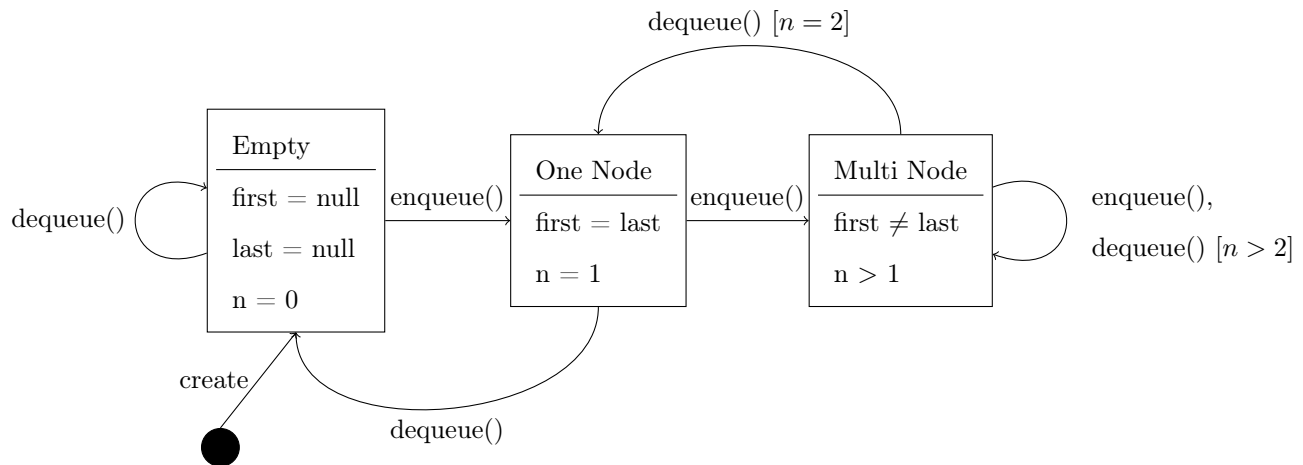 dequeue() [n = 2]
Empty
first = null
last = null
n = 0
dequeue()
enqueue()
One Node
first = last
n = 1
enqueue()
Multi Node
first ≠ last
n > 1
enqueue(),
dequeue() [n > 2]
create
dequeue()